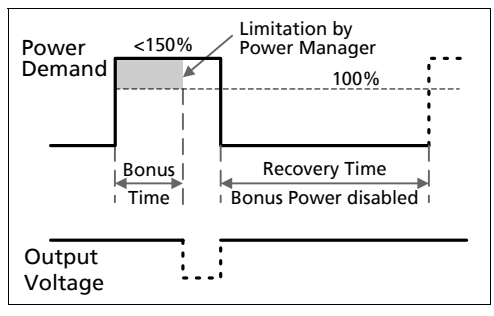 Power
Demand
<150%
Limitation by
Power Manager
100%
Bonus
Time
Recovery Time
Bonus Power disabled
Output
Voltage